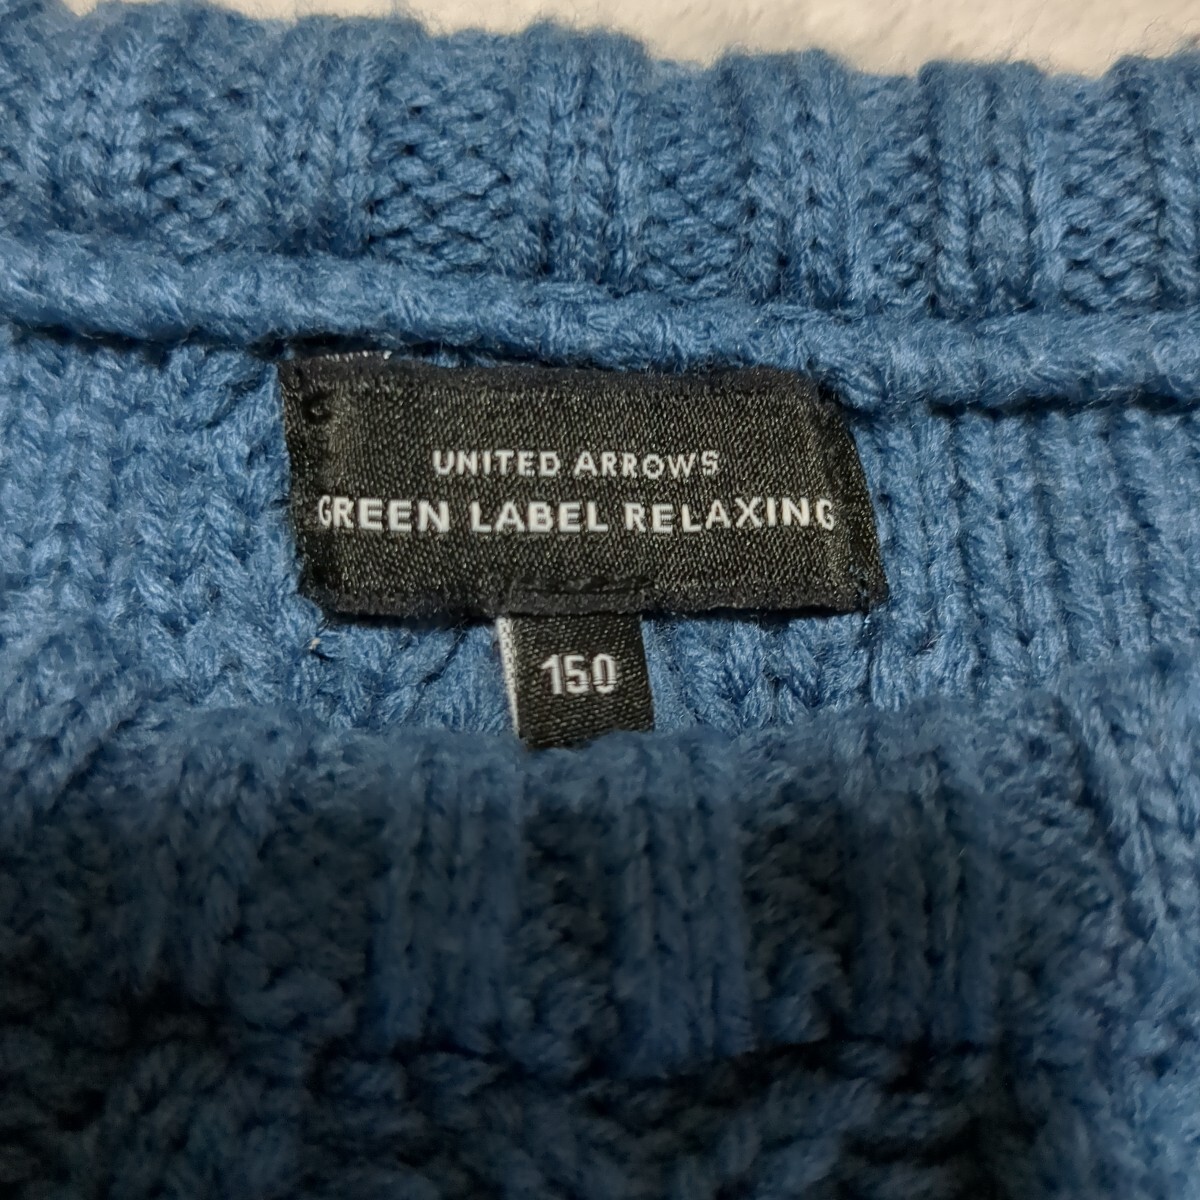 UNITED ARROWS
GREEN LABEL RELAXING
150